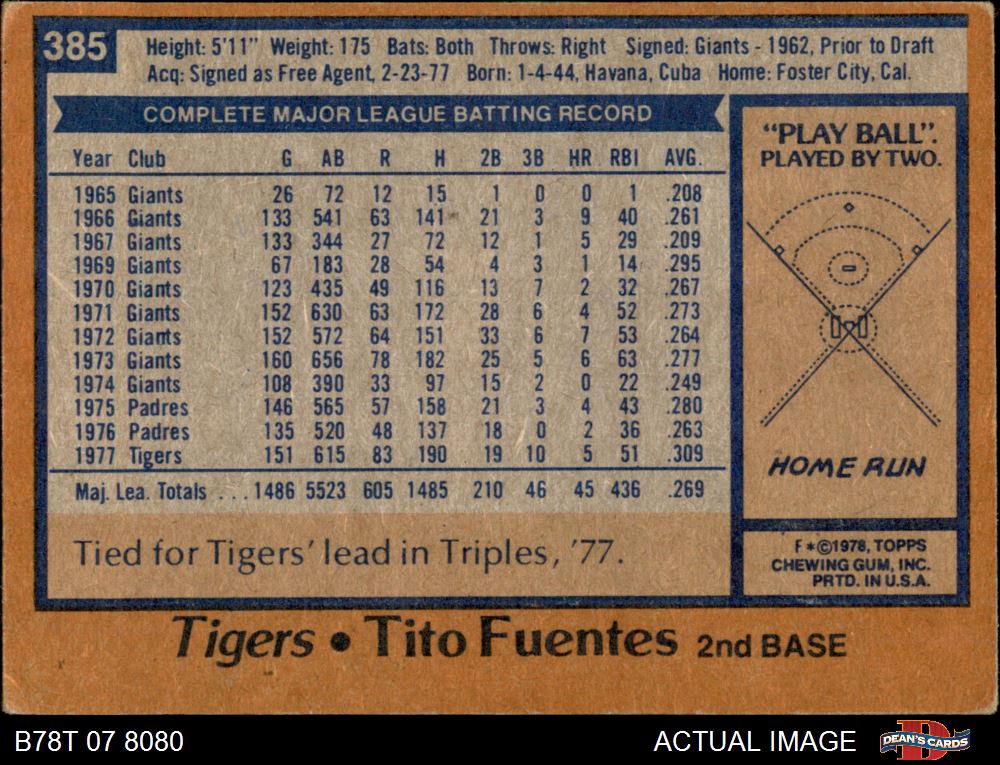 385
Height: 5'11" Weight: 175 Bats: Both Throws: Right Signed: Giants - 1962, Prior to Draft
Acq: Signed as Free Agent, 2-23-77 Born: 1-4-44, Havana, Cuba Home: Foster City, Cal.
COMPLETE MAJOR LEAGUE BATTING RECORD
Year Club G AB R H 2B 3B HR RBI AVG.
1965 Giants 26 72 12 15 1 0 0 1 .208
1966 Giants 133 541 63 141 21 3 9 40 .261
1967 Giants 133 344 27 72 12 1 5 29 .209
1969 Giants 67 183 28 54 4 3 1 14 .295
1970 Giants 123 435 49 116 13 7 2 32 .267
1971 Giants 152 630 63 172 28 6 4 52 .273
1972 Giants 152 572 64 151 33 6 7 53 .264
1973 Giants 160 656 78 182 25 5 6 63 .277
1974 Giants 108 390 33 97 15 2 0 22 .249
1975 Padres 146 565 57 158 21 3 4 43 .280
1976 Padres 135 520 48 137 18 0 2 36 .263
1977 Tigers 151 615 83 190 19 10 5 51 .309
Maj. Lea. Totals ...1486 5523 605 1485 210 46 45 436 .269
Tied for Tigers' lead in Triples, '77.
"PLAY BALL".
PLAYED BY TWO.
HOME RUN
F*©1978, TOPPS
CHEWING GUM, INC.
PRTD. IN U.S.A.
Tigers • Tito Fuentes 2nd BASE
B78T 07 8080
ACTUAL IMAGE
DEAN'S CARDS